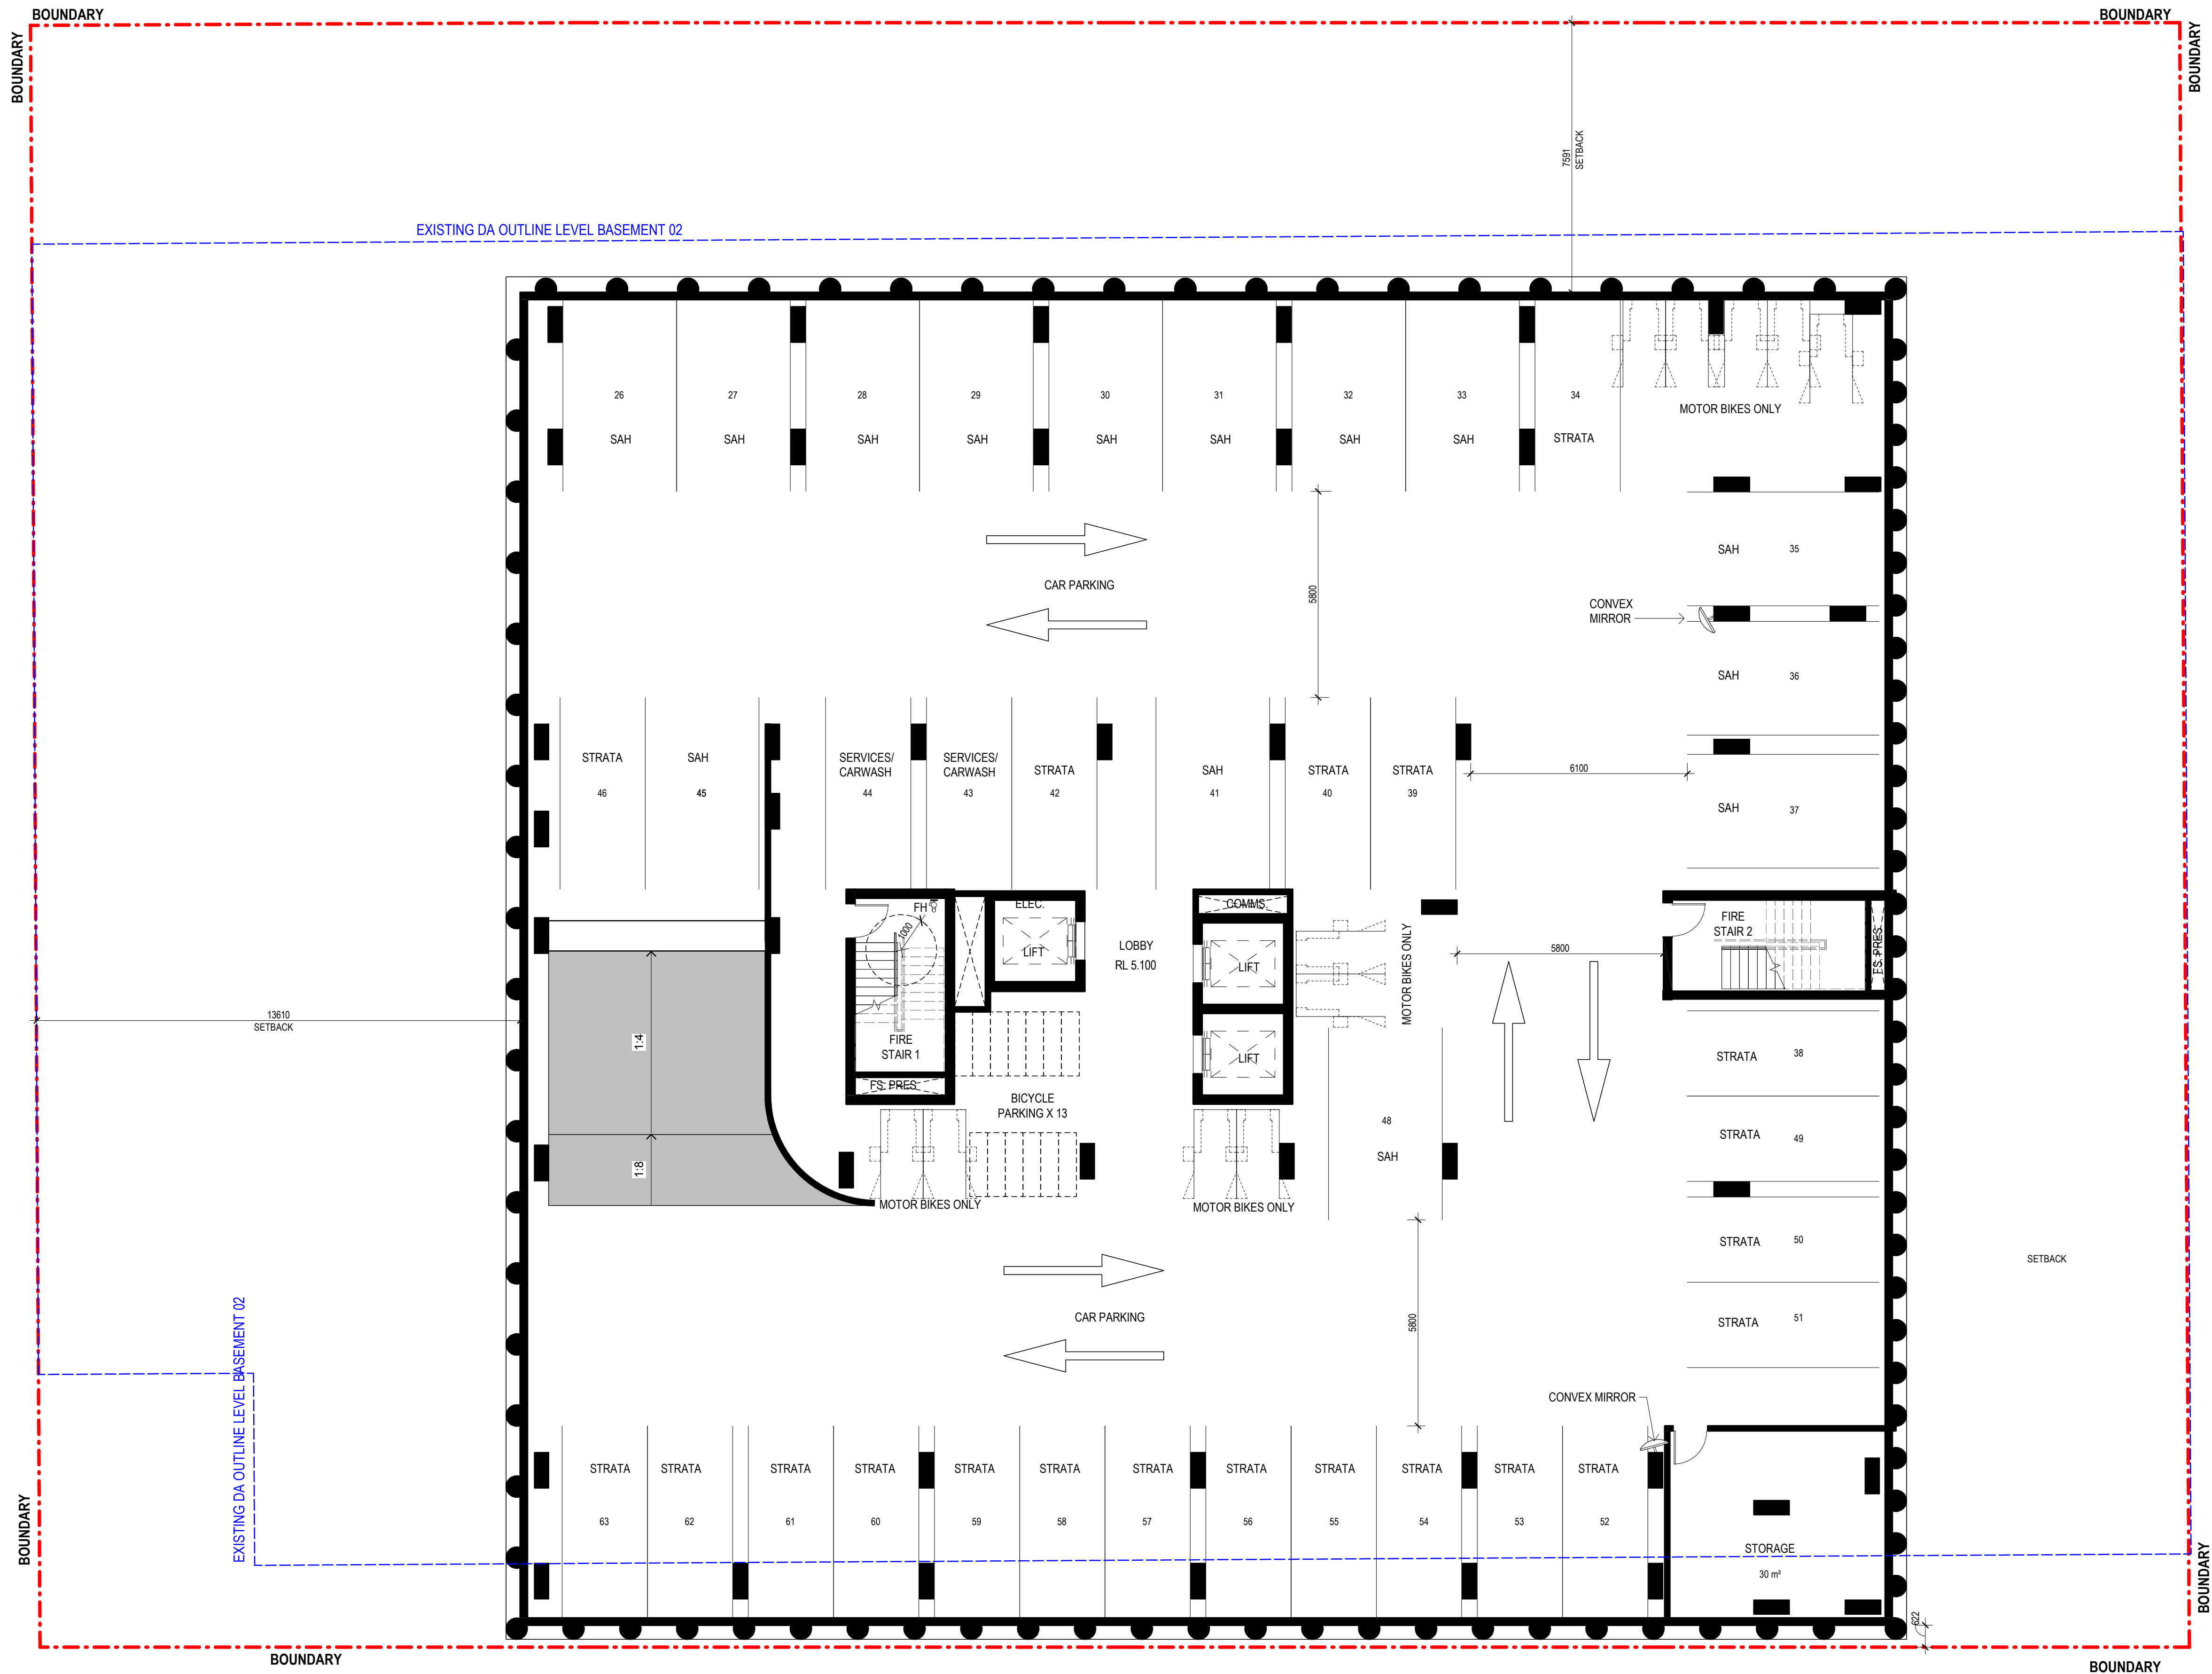 BOUNDARY
BOUNDARY
BOUNDARY
BOUNDARY
7591
SETBACK
EXISTING DA OUTLINE LEVEL BASEMENT 02
26
27
28
29
30
31
32
33
34
SAH
SAH
SAH
SAH
SAH
SAH
SAH
SAH
STRATA
MOTOR BIKES ONLY
SAH 35
CAR PARKING
5800
CONVEX
MIRROR
SAH 36
STRATA
46
SAH
45
SERVICES/
CARWASH
44
SERVICES/
CARWASH
43
STRATA
42
SAH
41
STRATA
40
STRATA
39
6100
SAH 37
FH
1000
ELEC.
LIFT
LOBBY
RL 5.100
COMMS.
LIFT
LIFT
MOTOR BIKES ONLY
5800
FIRE
STAIR 2
FS. PRES.
13610
SETBACK
1:4
FIRE
STAIR 1
FS. PRES.
BICYCLE
PARKING X 13
STRATA 38
48
SAH
STRATA 49
1:8
MOTOR BIKES ONLY
MOTOR BIKES ONLY
STRATA 50
SETBACK
CAR PARKING
5800
STRATA 51
EXISTING DA OUTLINE LEVEL BASEMENT 02
CONVEX MIRROR
STRATA
STRATA
STRATA
STRATA
STRATA
STRATA
STRATA
STRATA
STRATA
STRATA
STRATA
STRATA
63
62
61
60
59
58
57
56
55
54
53
52
STORAGE
30 m²
622
BOUNDARY
BOUNDARY
BOUNDARY
BOUNDARY